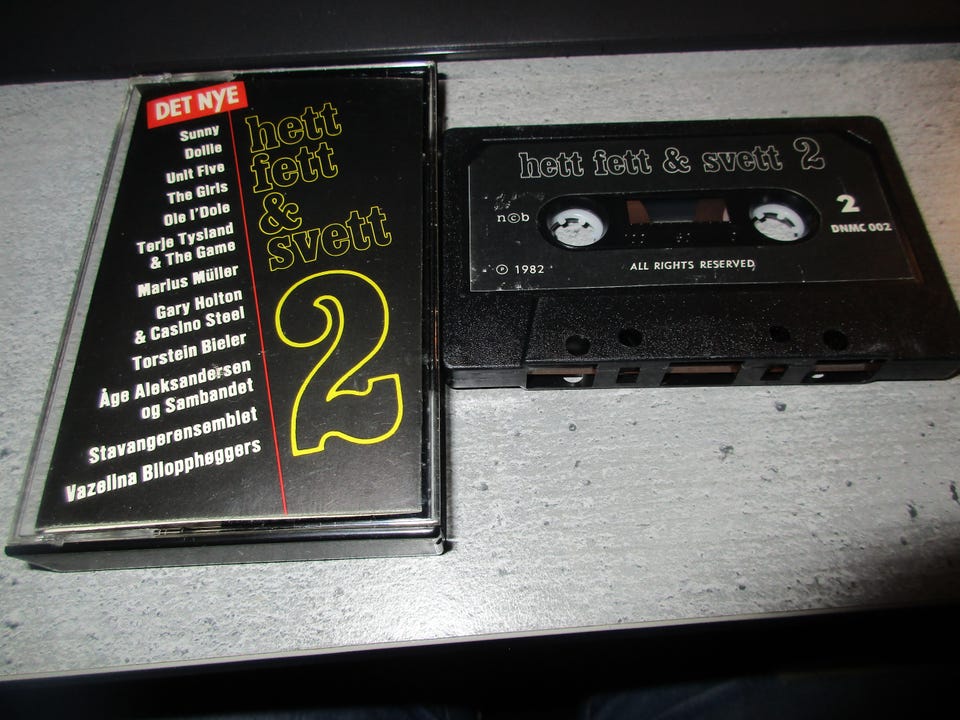 DET NYE
Sunny
Dollie
Unit Five
The Girls
Ole I'Dole
Terje Tysland
& The Game
Marius Müller
Gary Holton
& Casino Steel
Torstein Bieler
Åge Aleksandersen
og Sambandet
Stavangerensemblet
Vazelina Bilopphøggers
hett
fett
&
svett
2
hett fett & svett 2
n©b
2
DNMC 002
℗ 1982
ALL RIGHTS RESERVED